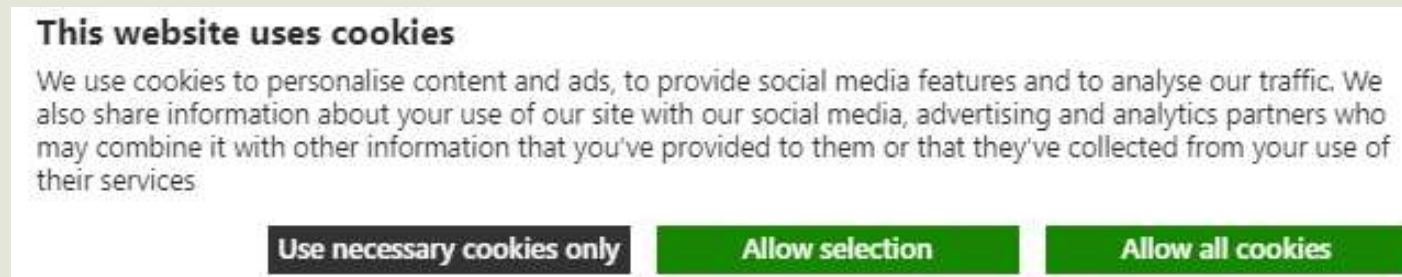 This website uses cookies
We use cookies to personalise content and ads, to provide social media features and to analyse our traffic. We
also share information about your use of our site with our social media, advertising and analytics partners who
may combine it with other information that you've provided to them or that they've collected from your use of
their services
Use necessary cookies only Allow selection Allow all cookies